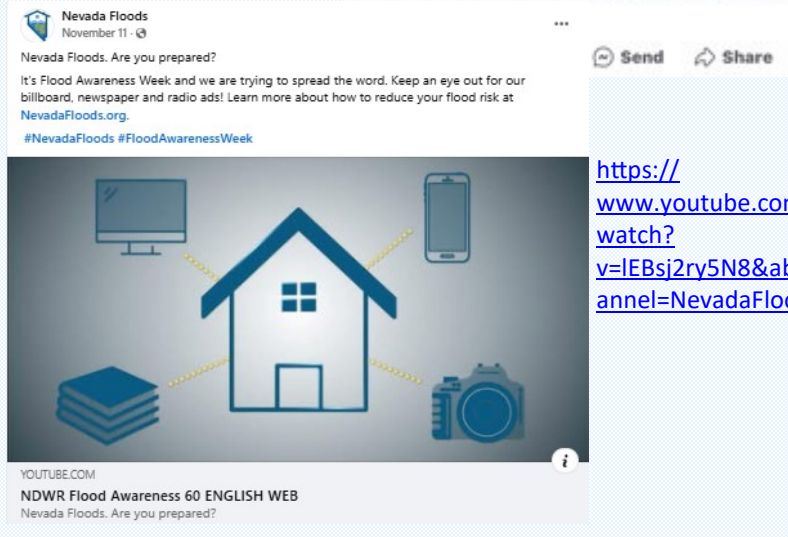 Nevada Floods
November 11 ·
Nevada Floods. Are you prepared?
It's Flood Awareness Week and we are trying to spread the word. Keep an eye out for our
billboard, newspaper and radio ads! Learn more about how to reduce your flood risk at
NevadaFloods.org.
#NevadaFloods #FloodAwarenessWeek
YOUTUBE.COM
NDWR Flood Awareness 60 ENGLISH WEB
Nevada Floods. Are you prepared?
Send Share
https://
www.youtube.co
watch?
v=lEBsj2ry5N8&a
annel=NevadaFlo